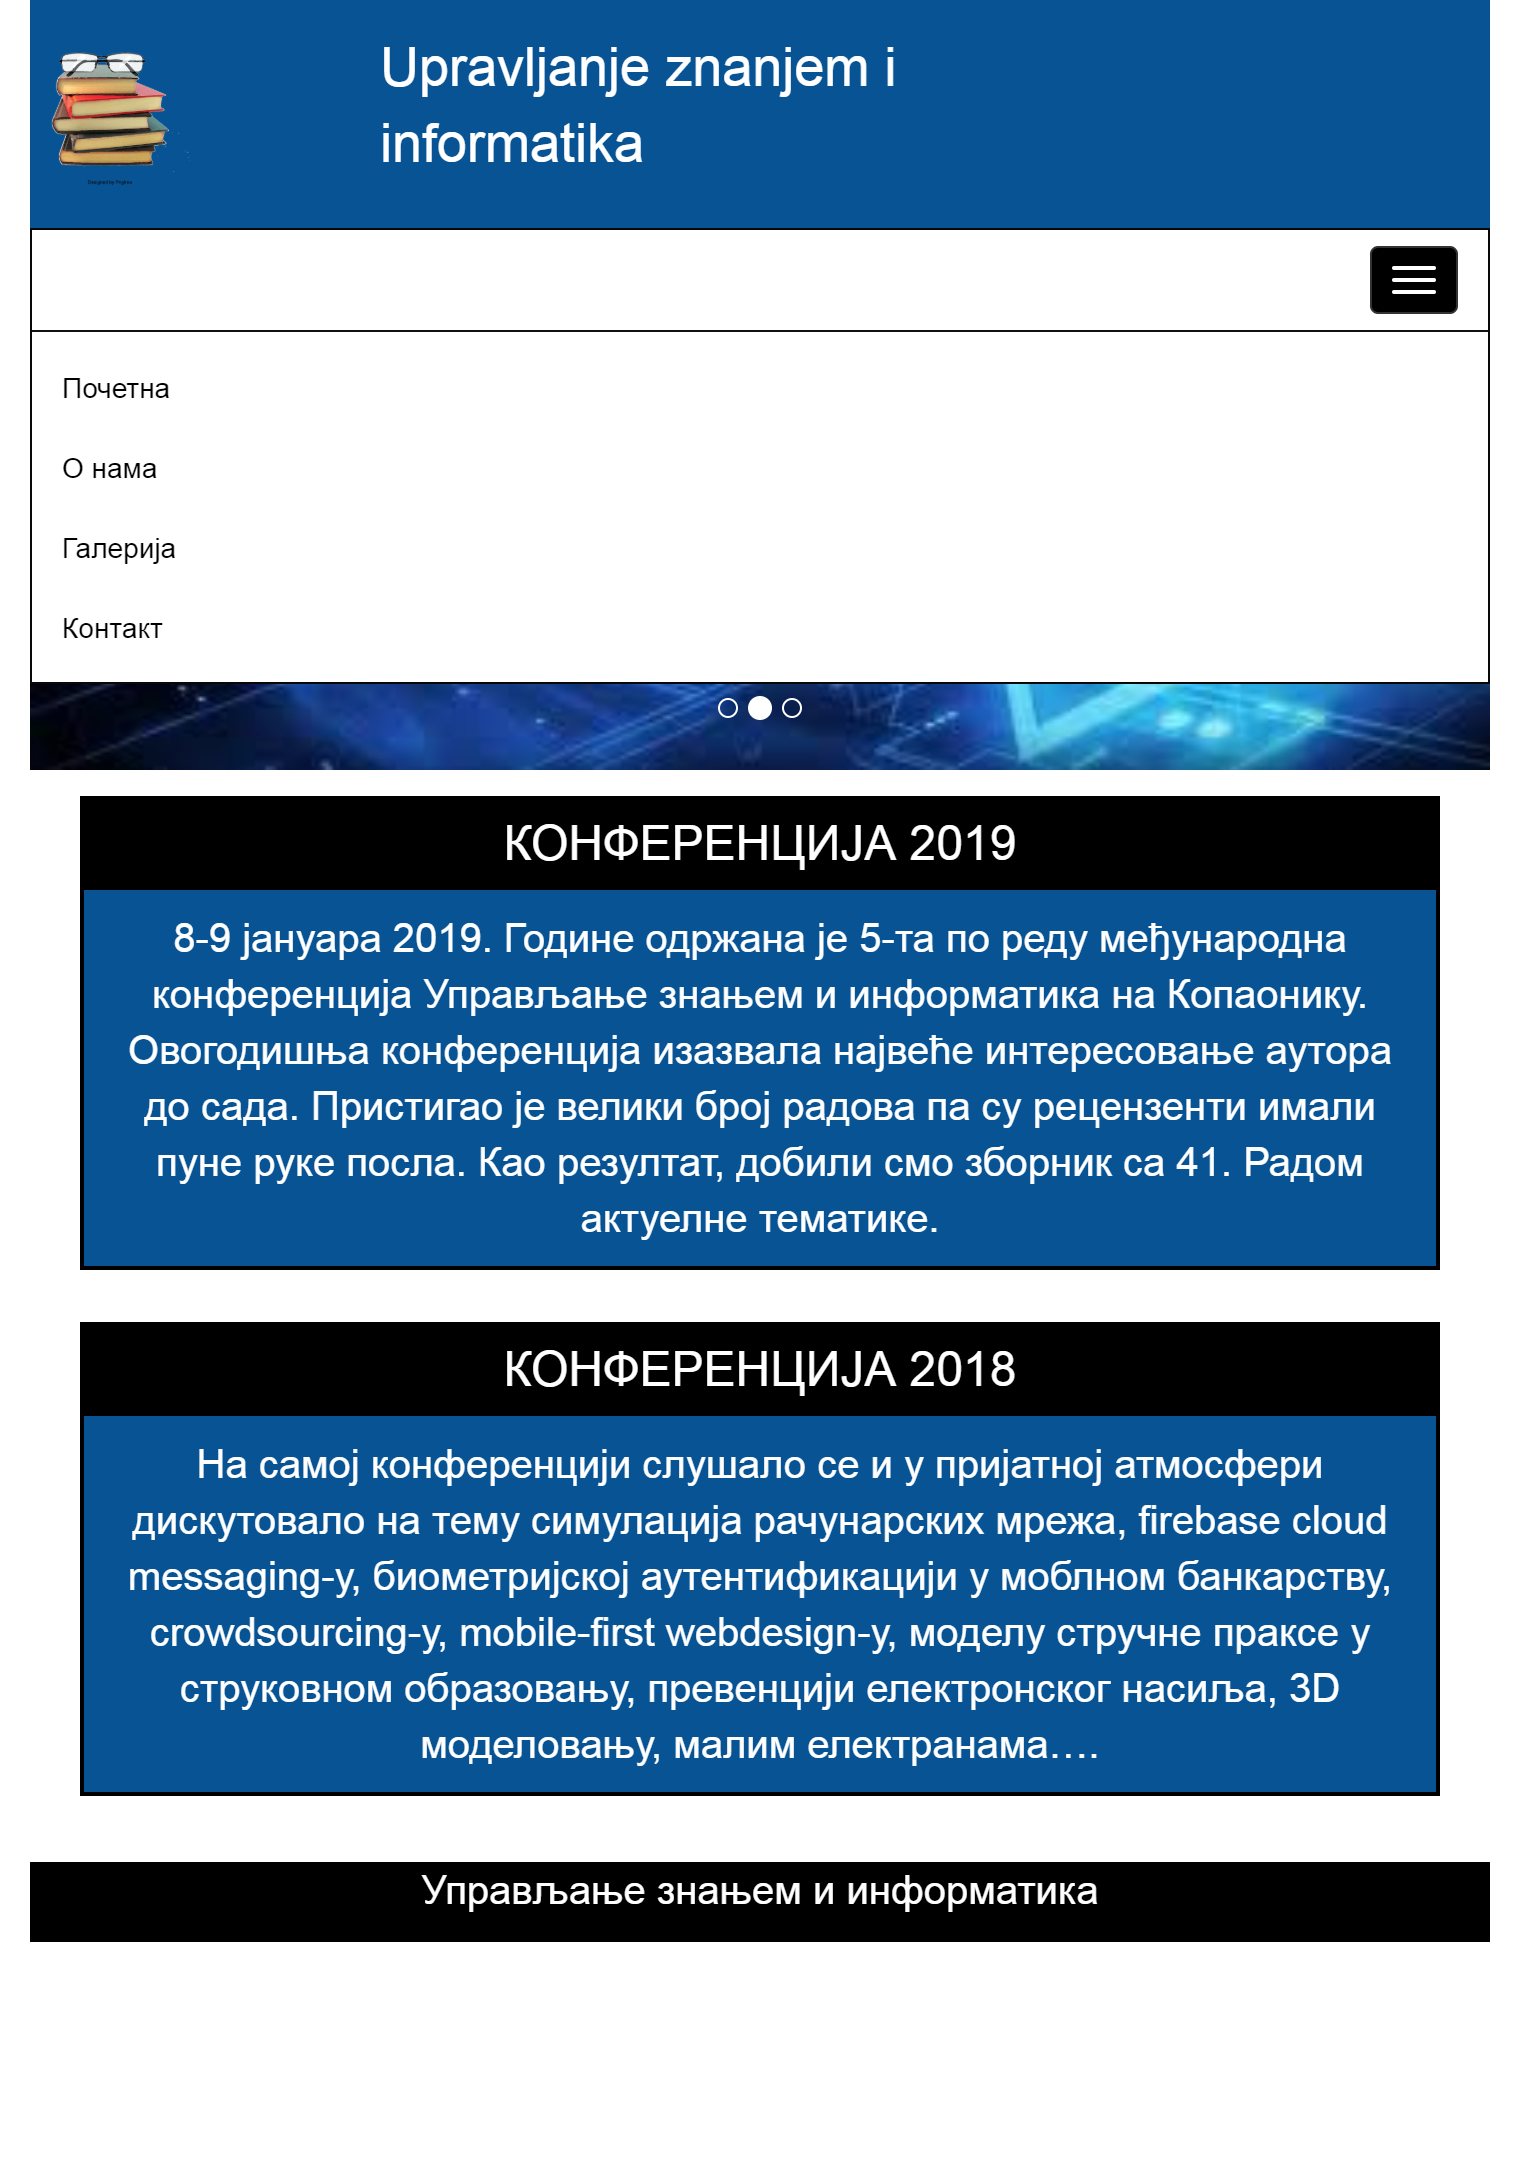 Upravljanje znanjem i
informatika
Почетна
О нама
Галерија
Контакт
КОНФЕРЕНЦИЈА 2019
8-9 јануара 2019. Године одржана је 5-та по реду међународна
конференција Управљање знањем и информатика на Копаонику.
Овогодишња конференција изазвала највеће интересовање аутора
до сада. Пристигао је велики број радова па су рецензенти имали
пуне руке посла. Као резултат, добили смо зборник са 41. Радом
актуелне тематике.
КОНФЕРЕНЦИЈА 2018
На самој конференцији слушало се и у пријатној атмосфери
дискутовало на тему симулација рачунарских мрежа, firebase cloud
messaging-у, биометријској аутентификацији у моблном банкарству,
crowdsourcing-у, mobile-first webdesign-у, моделу стручне праксе у
струковном образовању, превенцији електронског насиља, 3D
моделовању, малим електранама….
Управљање знањем и информатика